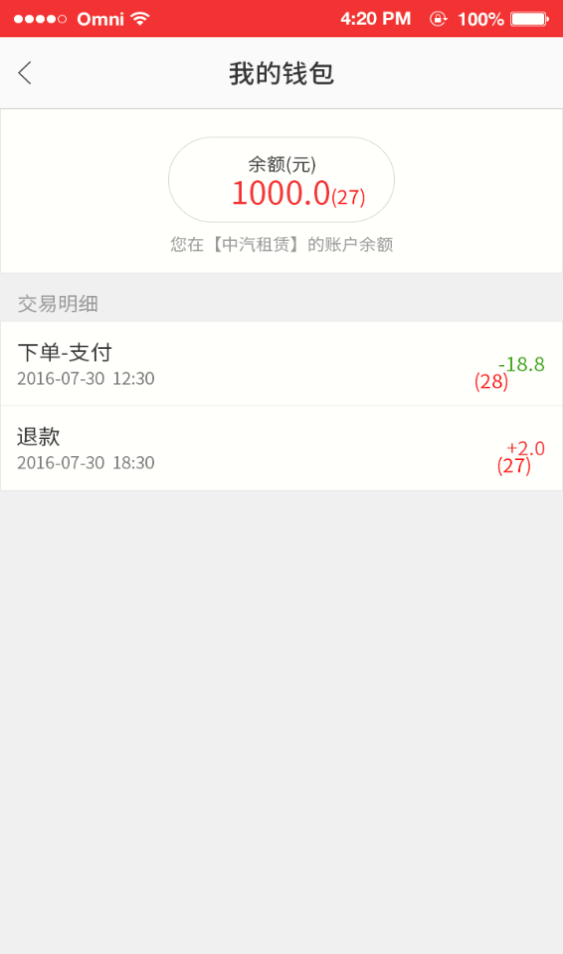 Omni 4:20 PM 100%
我的钱包
余额(元)
1000.0(27)
您在【中汽租赁】的账户余额
交易明细
下单-支付
-18.8
2016-07-30 12:30
(28)
退款
+2.0
2016-07-30 18:30
(27)